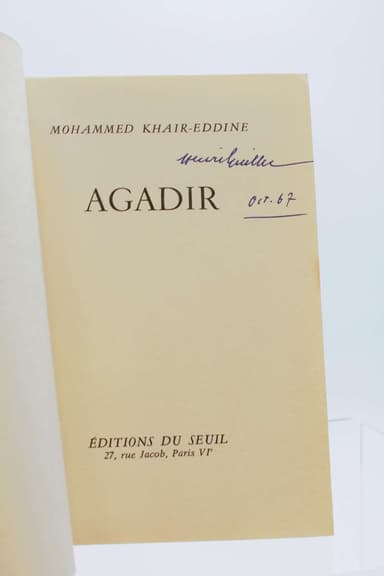 MOHAMMED KHAIR-EDDINE
AGADIR
Oct. 67
ÉDITIONS DU SEUIL
27, rue Jacob, Paris VIᵉ